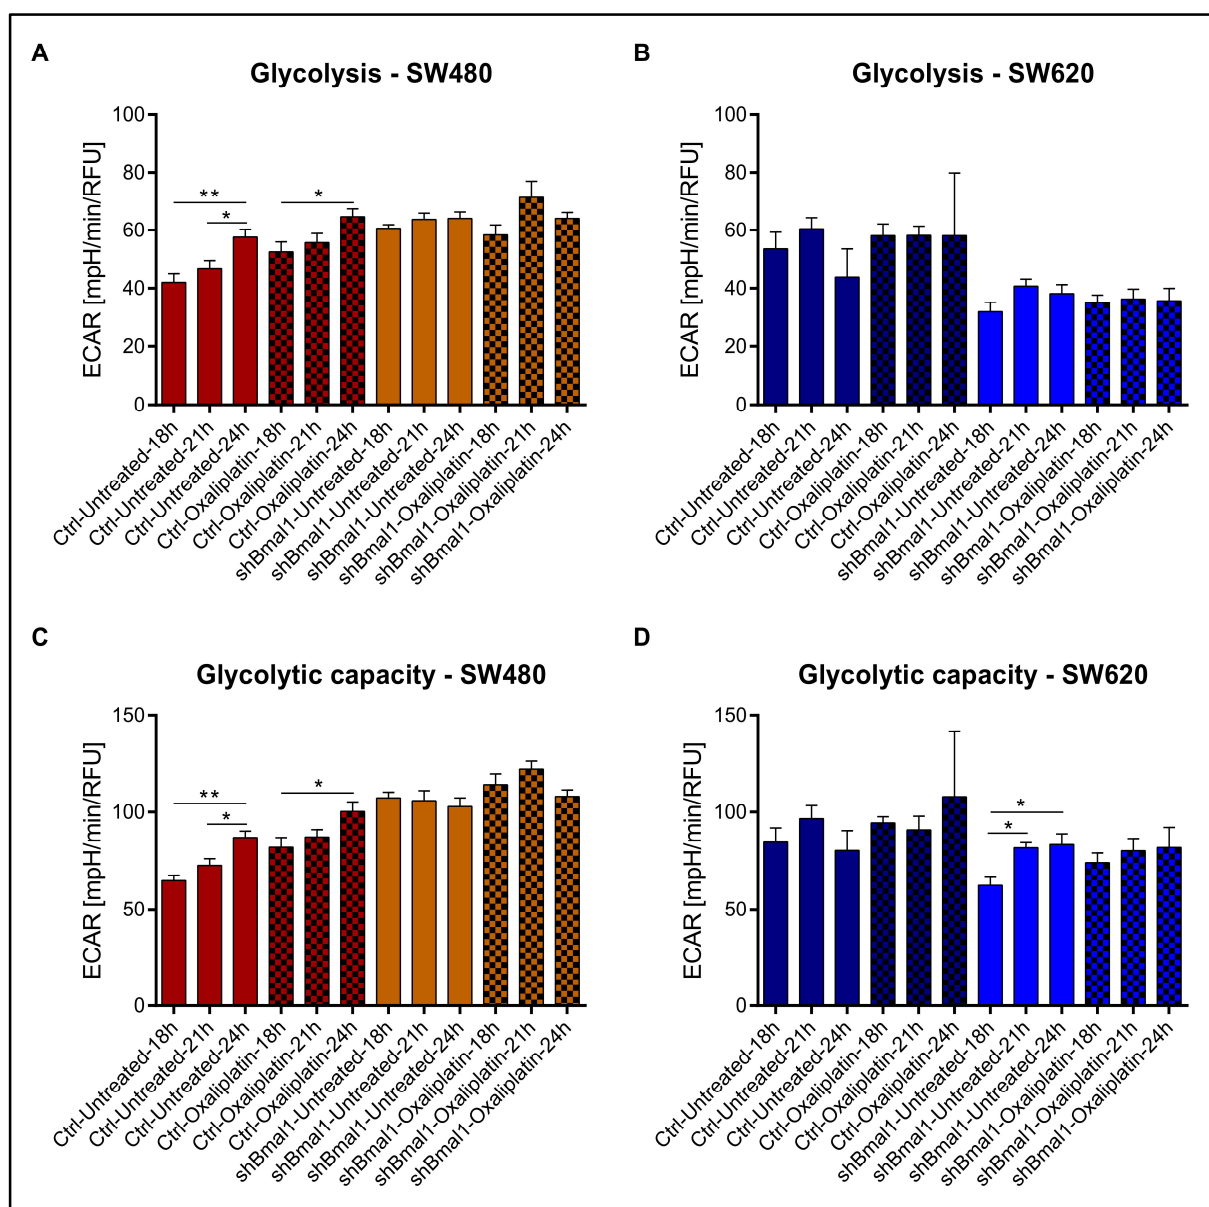 A
Glycolysis - SW480
ECAR [mpH/min/RFU]
100
80
60
40
20
0
**
*
*
Ctrl-Untreated-18h
Ctrl-Untreated-21h
Ctrl-Untreated-24h
Ctrl-Oxaliplatin-18h
Ctrl-Oxaliplatin-21h
Ctrl-Oxaliplatin-24h
shBmal1-Untreated-18h
shBmal1-Untreated-21h
shBmal1-Untreated-24h
shBmal1-Oxaliplatin-18h
shBmal1-Oxaliplatin-21h
shBmal1-Oxaliplatin-24h
B
Glycolysis - SW620
ECAR [mpH/min/RFU]
100
80
60
40
20
0
Ctrl-Untreated-18h
Ctrl-Untreated-21h
Ctrl-Untreated-24h
Ctrl-Oxaliplatin-18h
Ctrl-Oxaliplatin-21h
Ctrl-Oxaliplatin-24h
shBmal1-Untreated-18h
shBmal1-Untreated-21h
shBmal1-Untreated-24h
shBmal1-Oxaliplatin-18h
shBmal1-Oxaliplatin-21h
shBmal1-Oxaliplatin-24h
C
Glycolytic capacity - SW480
ECAR [mpH/min/RFU]
150
100
50
0
**
*
*
Ctrl-Untreated-18h
Ctrl-Untreated-21h
Ctrl-Untreated-24h
Ctrl-Oxaliplatin-18h
Ctrl-Oxaliplatin-21h
Ctrl-Oxaliplatin-24h
shBmal1-Untreated-18h
shBmal1-Untreated-21h
shBmal1-Untreated-24h
shBmal1-Oxaliplatin-18h
shBmal1-Oxaliplatin-21h
shBmal1-Oxaliplatin-24h
D
Glycolytic capacity - SW620
ECAR [mpH/min/RFU]
150
100
50
0
*
*
Ctrl-Untreated-18h
Ctrl-Untreated-21h
Ctrl-Untreated-24h
Ctrl-Oxaliplatin-18h
Ctrl-Oxaliplatin-21h
Ctrl-Oxaliplatin-24h
shBmal1-Untreated-18h
shBmal1-Untreated-21h
shBmal1-Untreated-24h
shBmal1-Oxaliplatin-18h
shBmal1-Oxaliplatin-21h
shBmal1-Oxaliplatin-24h